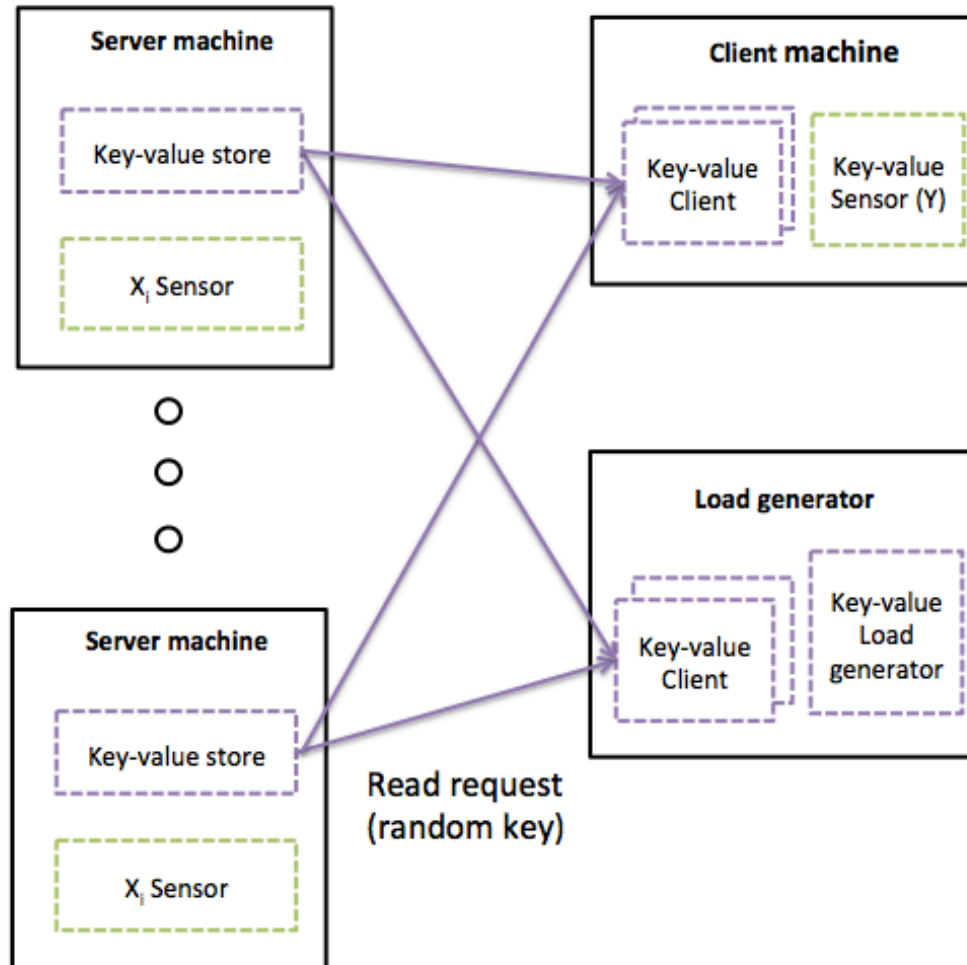 Server machine
Key-value store
Xi Sensor
Client machine
Key-value
Client
Key-value
Sensor (Y)
Load generator
Key-value
Client
Key-value
Load
generator
Server machine
Key-value store
Xi Sensor
Read request
(random key)